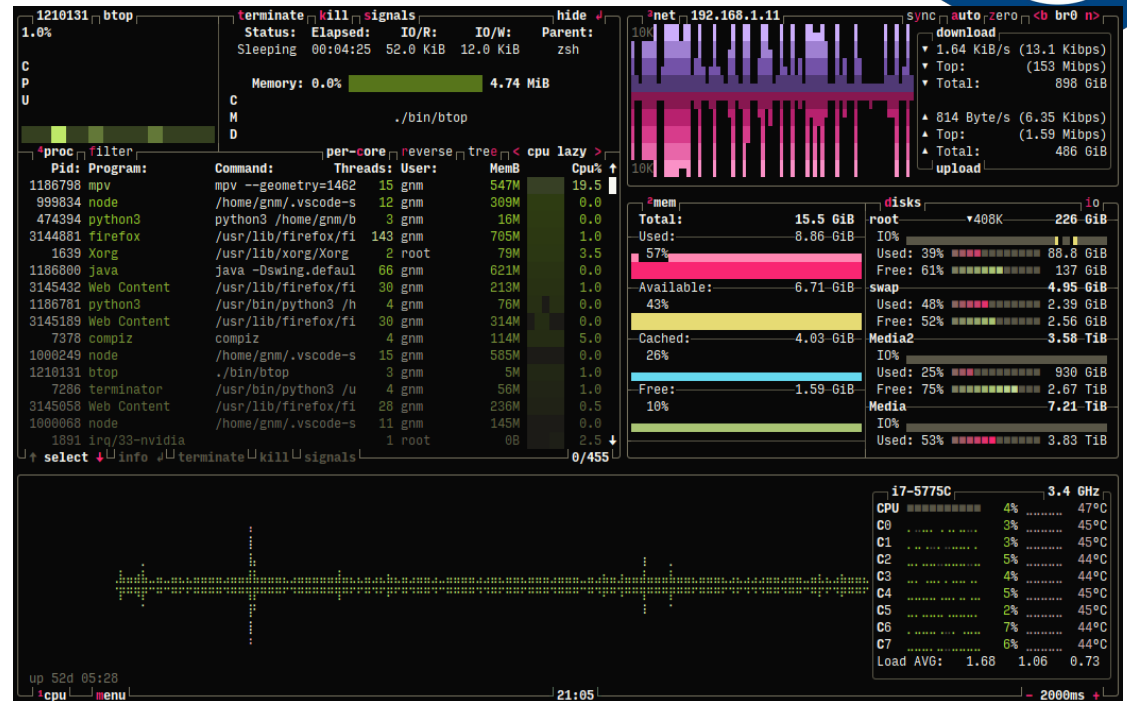 1210131 btop terminate kill signals hide ↲
1.0% Status: Elapsed: IO/R: IO/W: Parent:
Sleeping 00:04:25 52.0 KiB 12.0 KiB zsh
C
P Memory: 0.0% 4.74 MiB
U C
M ./bin/btop
D
⁴proc filter per-core reverse tree < cpu lazy >
Pid: Program: Command: Threads: User: MemB Cpu% ↑
1186798 mpv mpv --geometry=1462 15 gnm 547M 19.5
999834 node /home/gnm/.vscode-s 12 gnm 309M 0.0
474394 python3 python3 /home/gnm/b 3 gnm 16M 0.0
3144881 firefox /usr/lib/firefox/fi 143 gnm 705M 1.0
1639 Xorg /usr/lib/xorg/Xorg 2 root 79M 3.5
1186800 java java -Dswing.defaul 66 gnm 621M 0.0
3145432 Web Content /usr/lib/firefox/fi 30 gnm 213M 1.0
1186781 python3 /usr/bin/python3 /h 4 gnm 76M 0.0
3145189 Web Content /usr/lib/firefox/fi 30 gnm 314M 0.0
7378 compiz compiz 4 gnm 114M 5.0
1000249 node /home/gnm/.vscode-s 15 gnm 585M 0.0
1210131 btop ./bin/btop 3 gnm 5M 1.0
7286 terminator /usr/bin/python3 /u 4 gnm 56M 1.0
3145058 Web Content /usr/lib/firefox/fi 28 gnm 236M 0.5
1000068 node /home/gnm/.vscode-s 11 gnm 145M 0.0
1891 irq/33-nvidia 1 root 0B 2.5 ↓
↑ select ↓ info ↲ terminate kill signals 0/455
³net 192.168.1.11 sync auto zero <b br0 n>
10K download
▼ 1.64 KiB/s (13.1 Kibps)
▼ Top: (153 Mibps)
▼ Total: 898 GiB
▲ 814 Byte/s (6.35 Kibps)
▲ Top: (1.59 Mibps)
▲ Total: 486 GiB
10K upload
²mem
Total: 15.5 GiB
Used: 8.86 GiB
57%
Available: 6.71 GiB
43%
Cached: 4.03 GiB
26%
Free: 1.59 GiB
10%
disks io
root ▼408K 226 GiB
IO%
Used: 39% 88.8 GiB
Free: 61% 137 GiB
swap 4.95 GiB
Used: 48% 2.39 GiB
Free: 52% 2.56 GiB
Media2 3.58 TiB
IO%
Used: 25% 930 GiB
Free: 75% 2.67 TiB
Media 7.21 TiB
IO%
Used: 53% 3.83 TiB
i7-5775C 3.4 GHz
CPU 4% 47°C
C0 3% 45°C
C1 3% 45°C
C2 5% 44°C
C3 4% 44°C
C4 5% 45°C
C5 2% 45°C
C6 7% 44°C
C7 6% 44°C
Load AVG: 1.68 1.06 0.73
up 52d 05:28
¹cpu menu 21:05 - 2000ms +